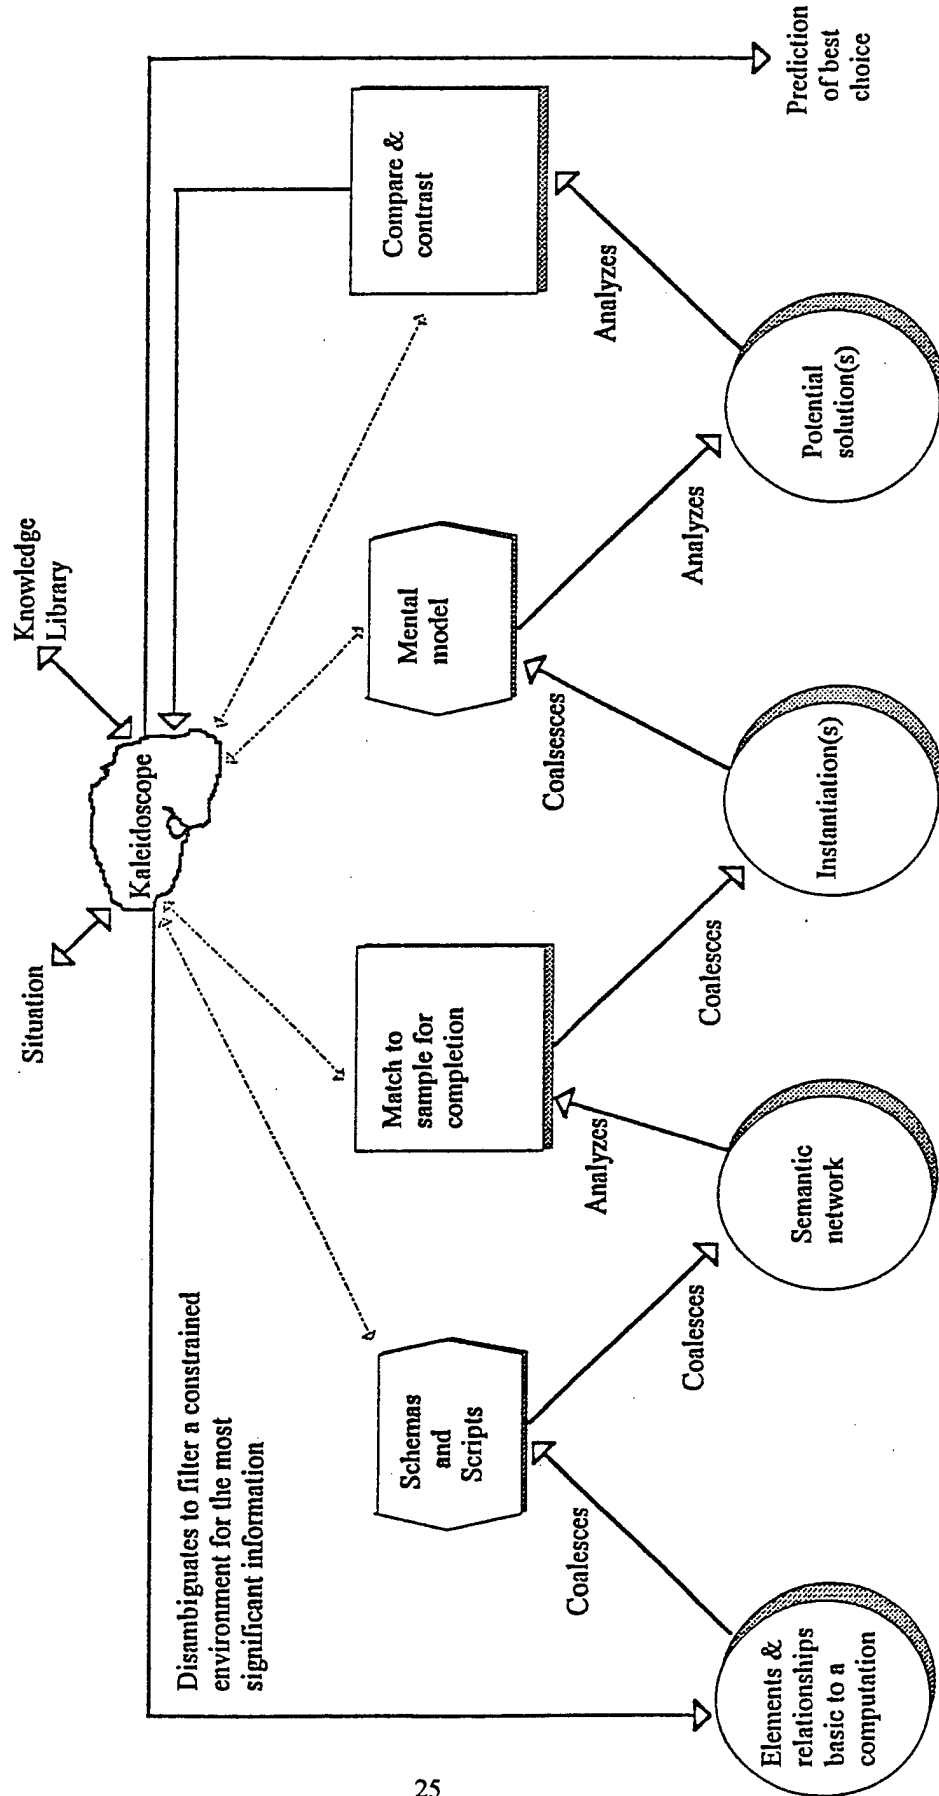 Situation
Knowledge
Library
Kaleidoscope
Disambiguates to filter a constrained
environment for the most
significant information
Schemas
and
Scripts
Match to
sample for
completion
Mental
model
Compare &
contrast
Coalesces
Coalesces
Analyzes
Coalesces
Coalsesces
Analyzes
Analyzes
Elements &
relationships
basic to a
computation
Semantic
network
Instantiation(s)
Potential
solution(s)
Prediction
of best
choice
25